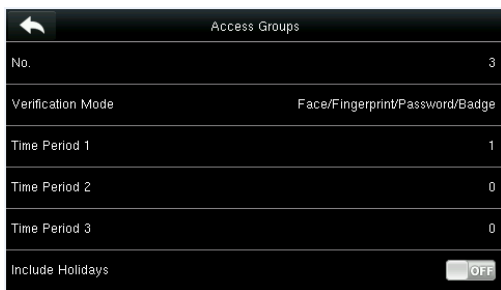 Access Groups
No. 3
Verification Mode Face/Fingerprint/Password/Badge
Time Period 1 1
Time Period 2 0
Time Period 3 0
Include Holidays OFF